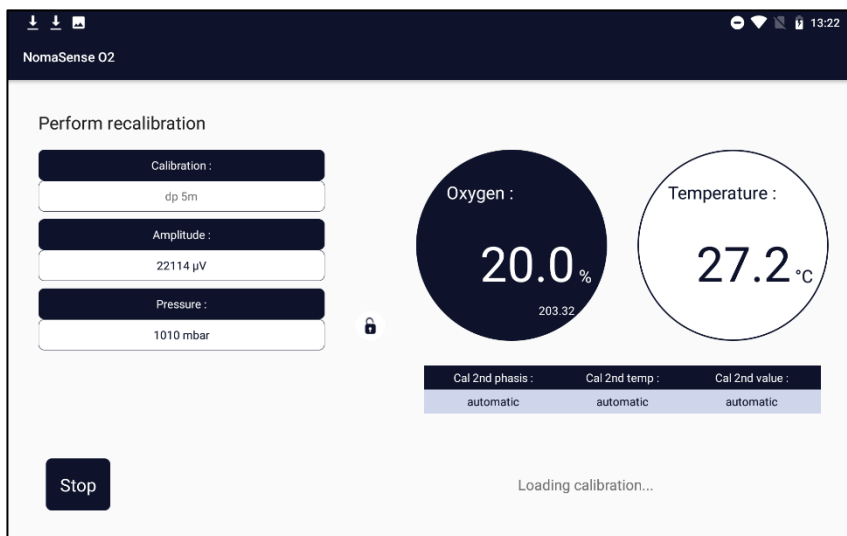 13:22
NomaSense O2
Perform recalibration
Calibration :
dp 5m
Amplitude :
22114 µV
Pressure :
1010 mbar
Oxygen :
20.0 %
203.32
Temperature :
27.2 °C
Cal 2nd phasis : Cal 2nd temp : Cal 2nd value :
automatic automatic automatic
Stop
Loading calibration...